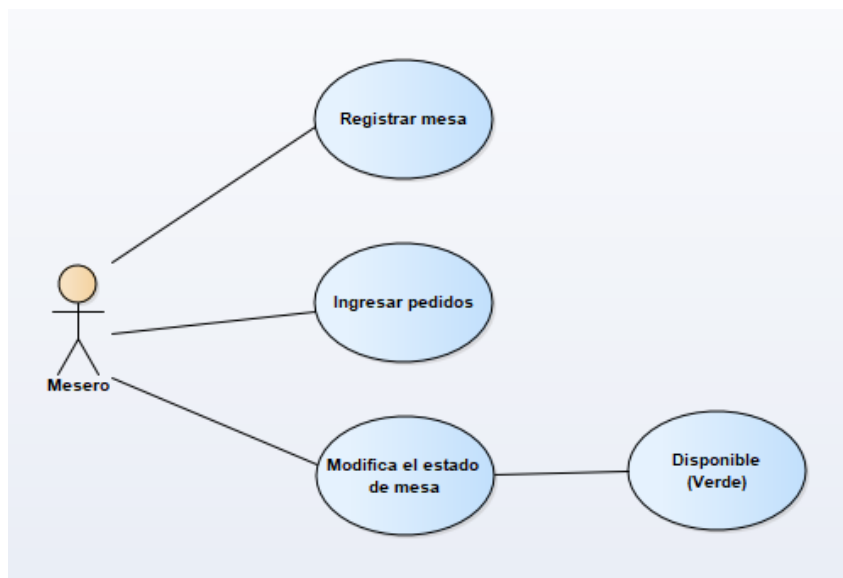 Registrar mesa
Ingresar pedidos
Mesero
Modifica el estado
de mesa
Disponible
(Verde)